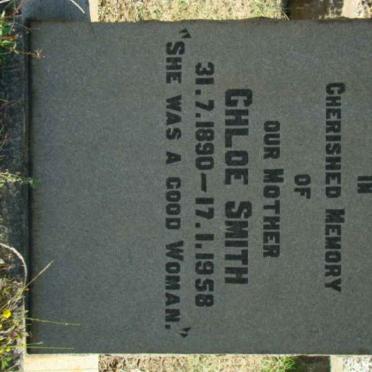 IN
CHERISHED MEMORY
OF
OUR MOTHER
CHLOE SMITH
31.7.1890—17.1.1958
"SHE WAS A GOOD WOMAN."